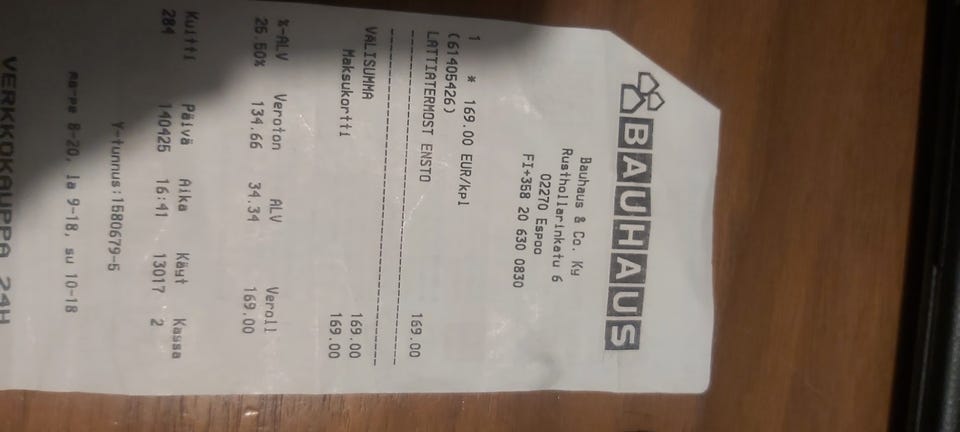 BAUHAUS
Bauhaus & Co. Ky
Rusthollarinkatu 6
02270 Espoo
FI+358 20 630 0830
1 * 169.00 EUR/kpl
(61405426)
LATTIATERMOST ENSTO 169.00
VÄLISUMMA 169.00
Maksukortti 169.00
%-ALV Veroton ALV Veroll
25.50% 134.66 34.34 169.00
Kuitti Päivä Aika Käyt Kassa
284 140425 16:41 13017 2
Y-tunnus:1580679-5
ma-pe 8-20, la 9-18, su 10-18
VERKKOKAUPPA 24H